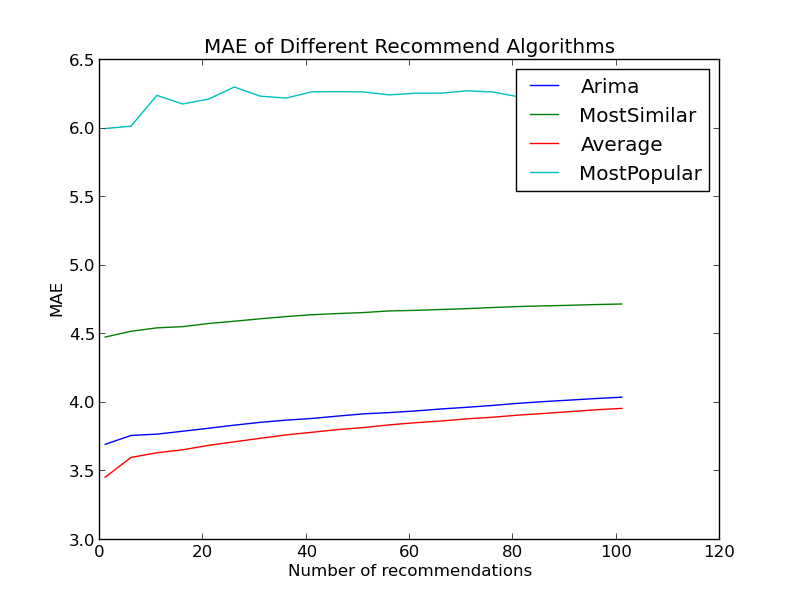 MAE of Different Recommend Algorithms
6.5
6.0
5.5
5.0
4.5
4.0
3.5
3.0
MAE
Arima
MostSimilar
Average
MostPopular
0 20 40 60 80 100 120
Number of recommendations